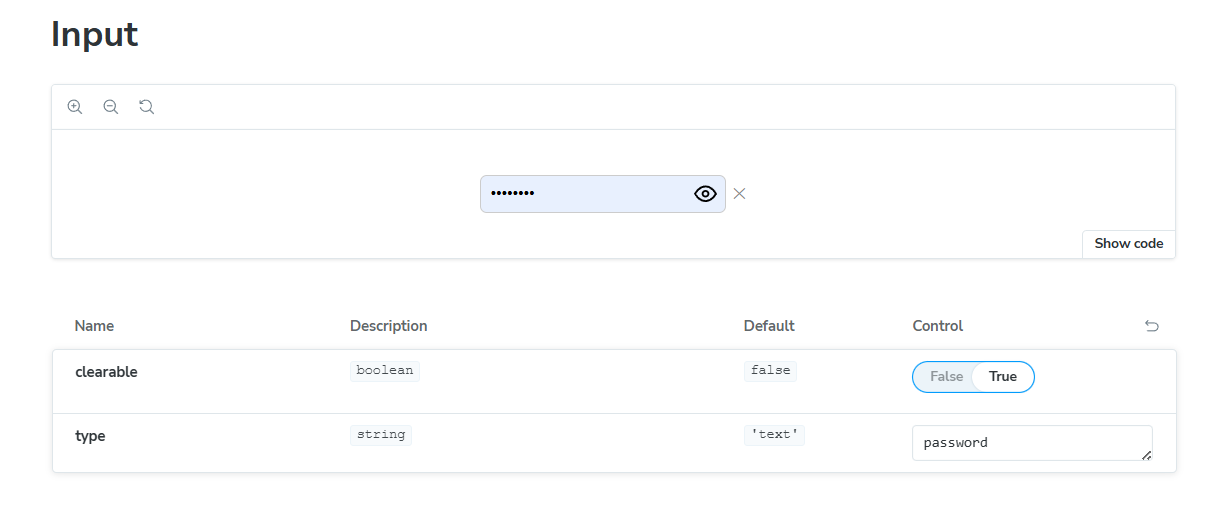 Input
••••••••
Show code
Name Description Default Control
clearable boolean false False True
type string 'text' password